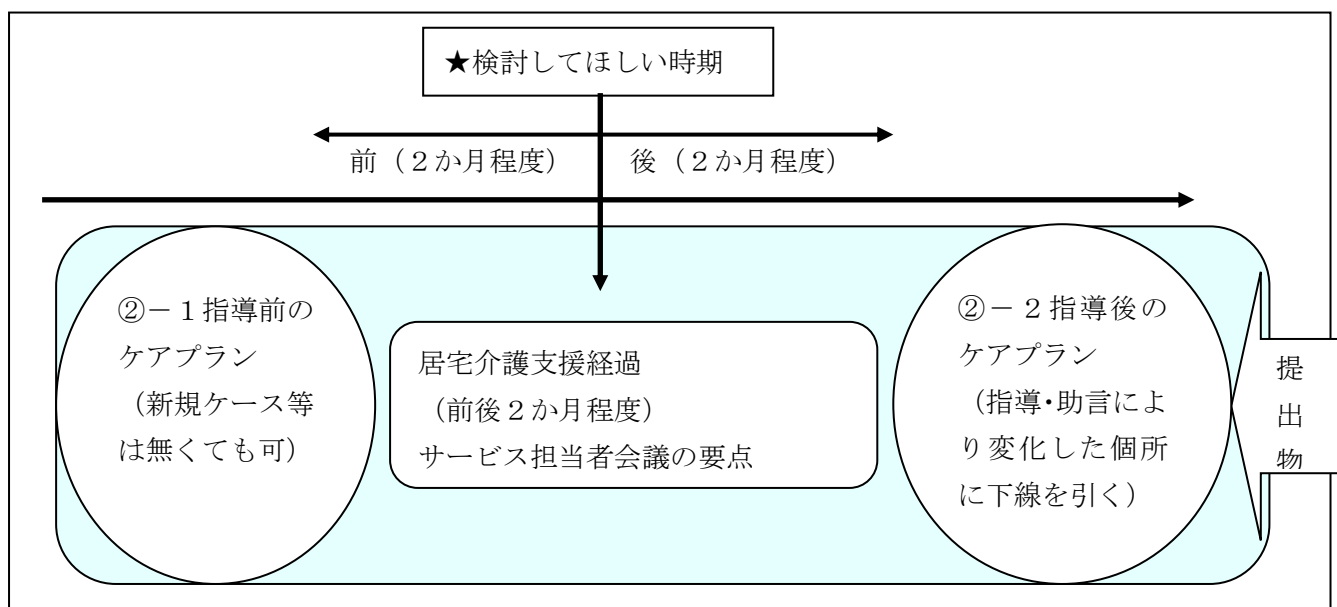 ★検討してほしい時期
前（２か月程度）
後（２か月程度）
②－１指導前の
ケアプラン
（新規ケース等
は無くても可）
居宅介護支援経過
（前後２か月程度）
サービス担当者会議の要点
②－２指導後の
ケアプラン
（指導・助言によ
り変化した個所
に下線を引く）
提
出
物